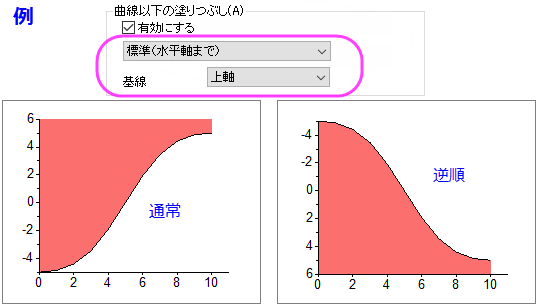 例
曲線以下の塗りつぶし(A)
有効にする
標準(水平軸まで)
基線
上軸
6
4
2
0
-2
-4
0 2 4 6 8 10
通常
-4
-2
0
2
4
6
0 2 4 6 8 10
逆順